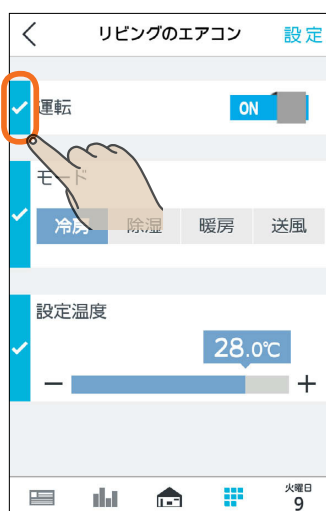 リビングのエアコン 設定
運転 ON
モード
冷房 除湿 暖房 送風
設定温度
28.0℃
− +
火曜日
9